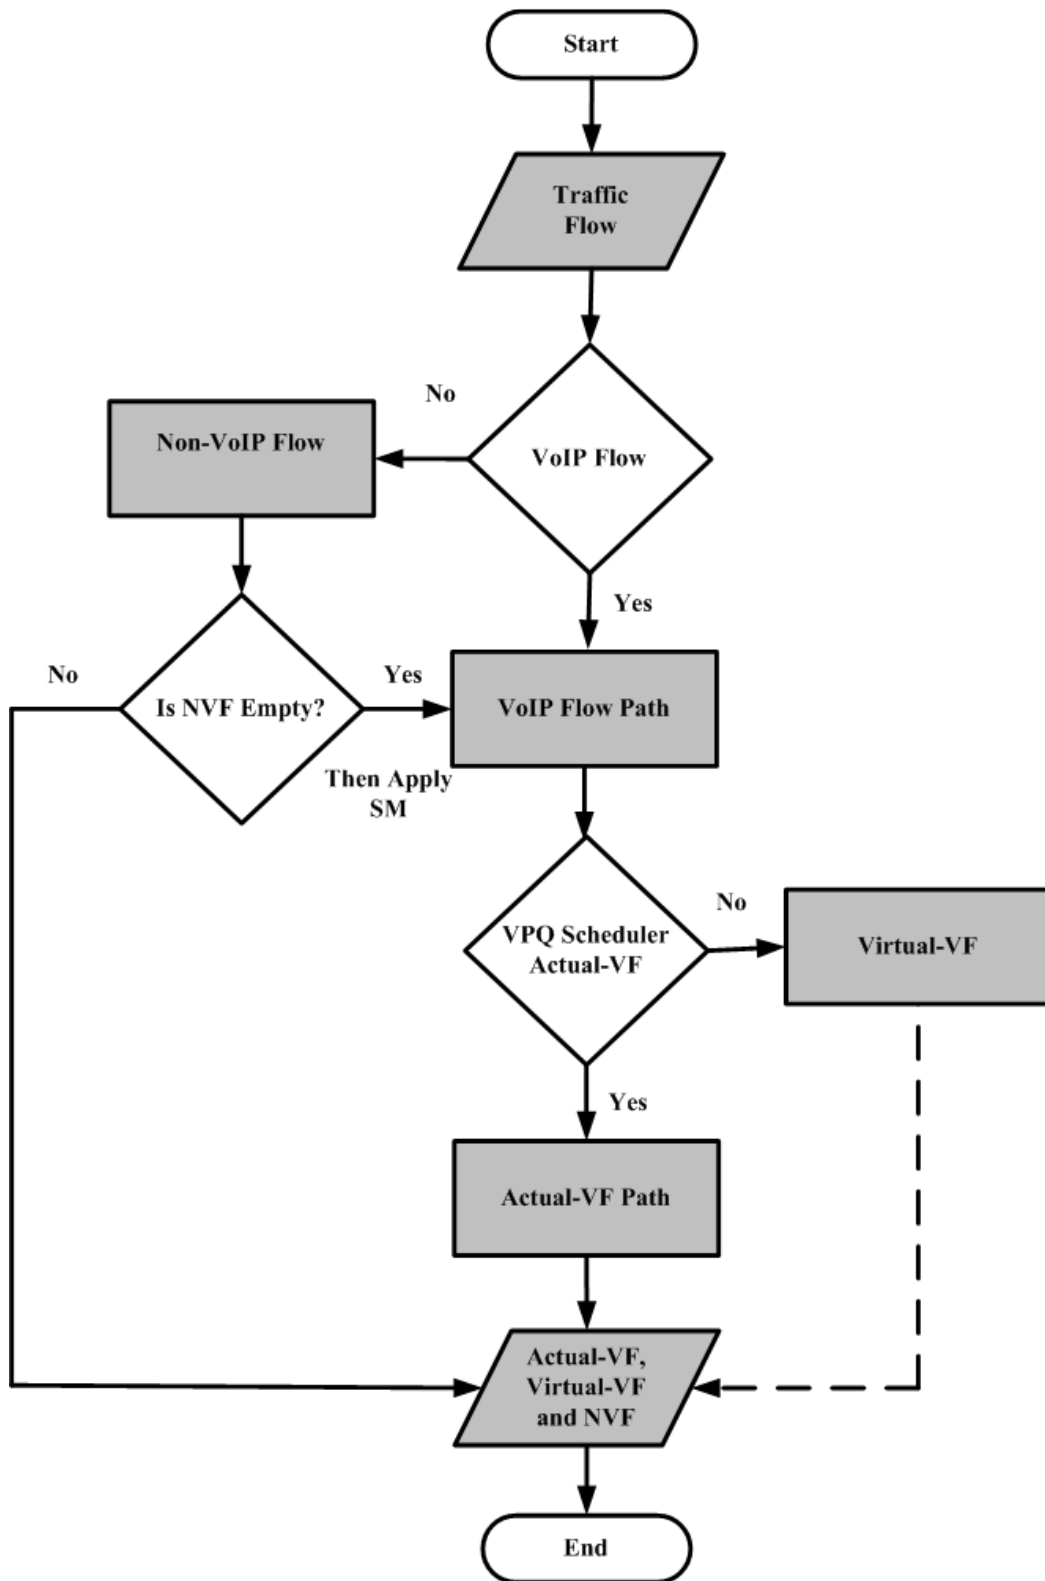 Start
Traffic
Flow
No
Non-VoIP Flow
VoIP Flow
Yes
No
Is NVF Empty?
Yes
Then Apply
SM
VoIP Flow Path
VPQ Scheduler
Actual-VF
No
Virtual-VF
Yes
Actual-VF Path
Actual-VF,
Virtual-VF
and NVF
End